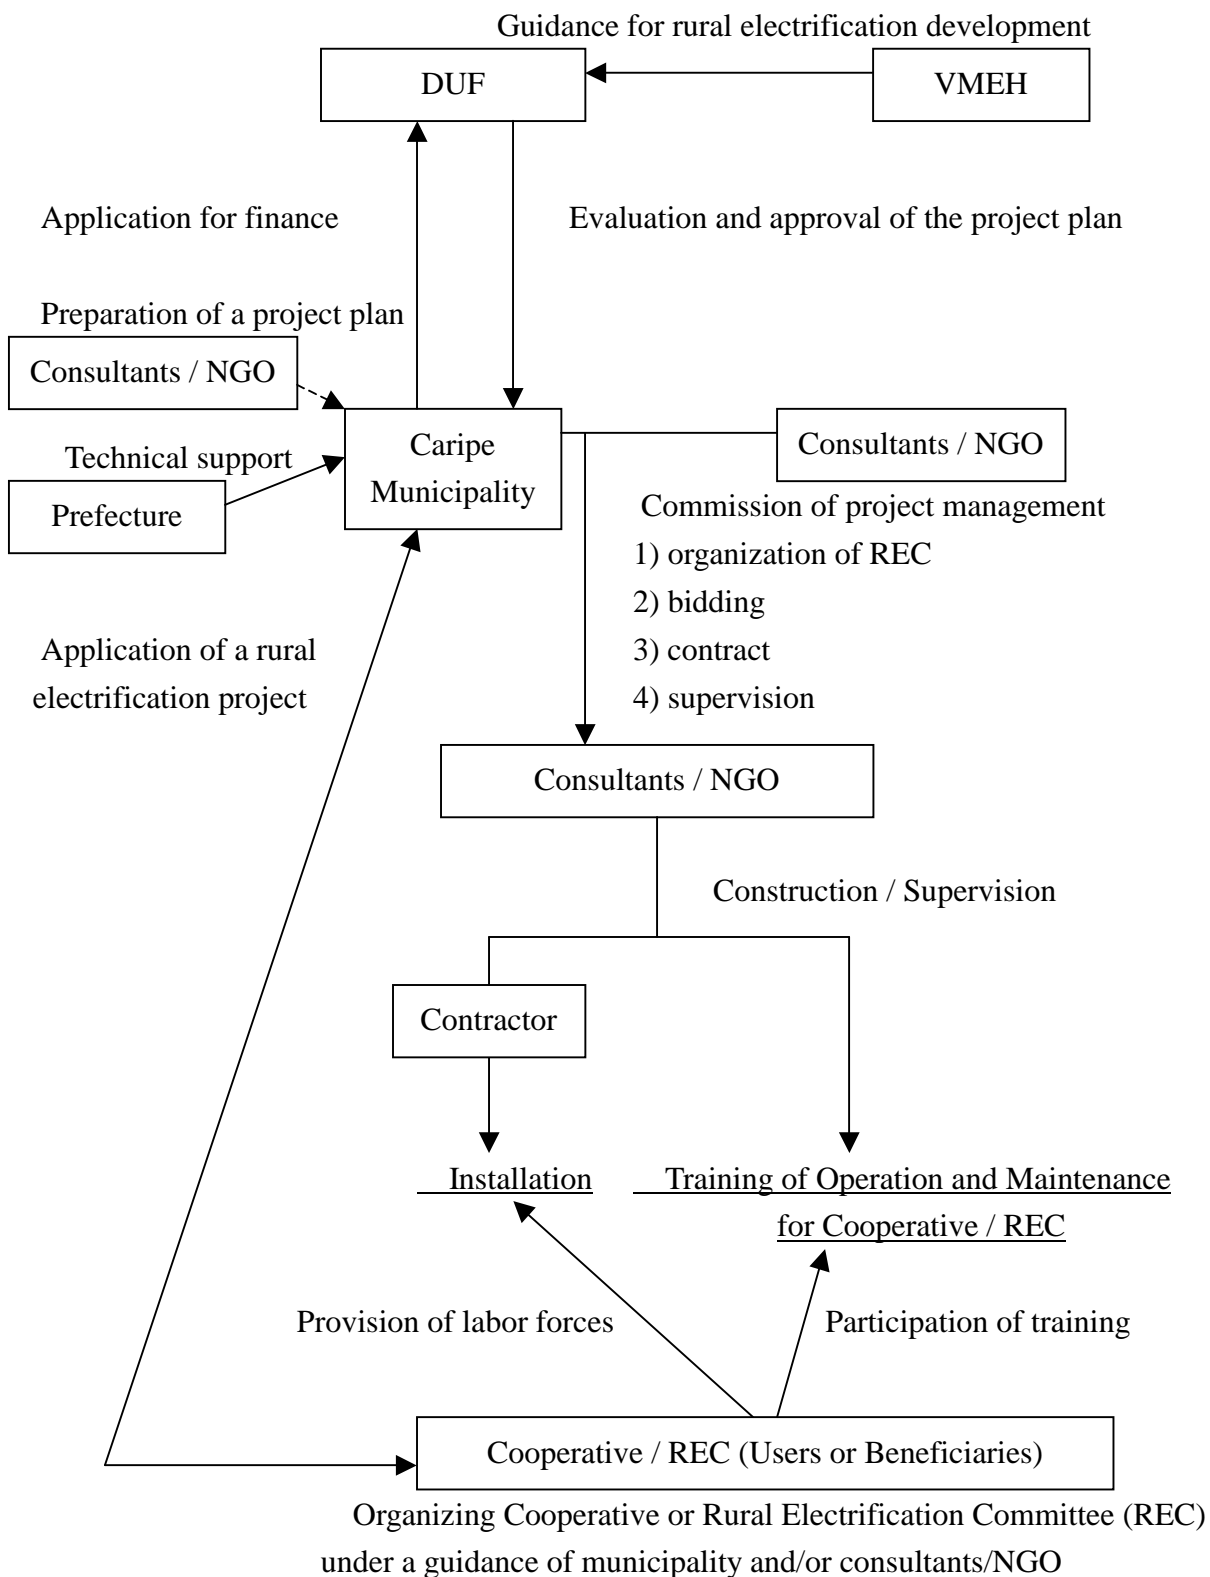 Guidance for rural electrification development
DUF
VMEH
Application for finance
Evaluation and approval of the project plan
Preparation of a project plan
Consultants / NGO
Caripe
Municipality
Consultants / NGO
Technical support
Prefecture
Commission of project management
1) organization of REC
2) bidding
3) contract
4) supervision
Application of a rural
electrification project
Consultants / NGO
Construction / Supervision
Contractor
Installation
Training of Operation and Maintenance
for Cooperative / REC
Provision of labor forces
Participation of training
Cooperative / REC (Users or Beneficiaries)
Organizing Cooperative or Rural Electrification Committee (REC)
under a guidance of municipality and/or consultants/NGO